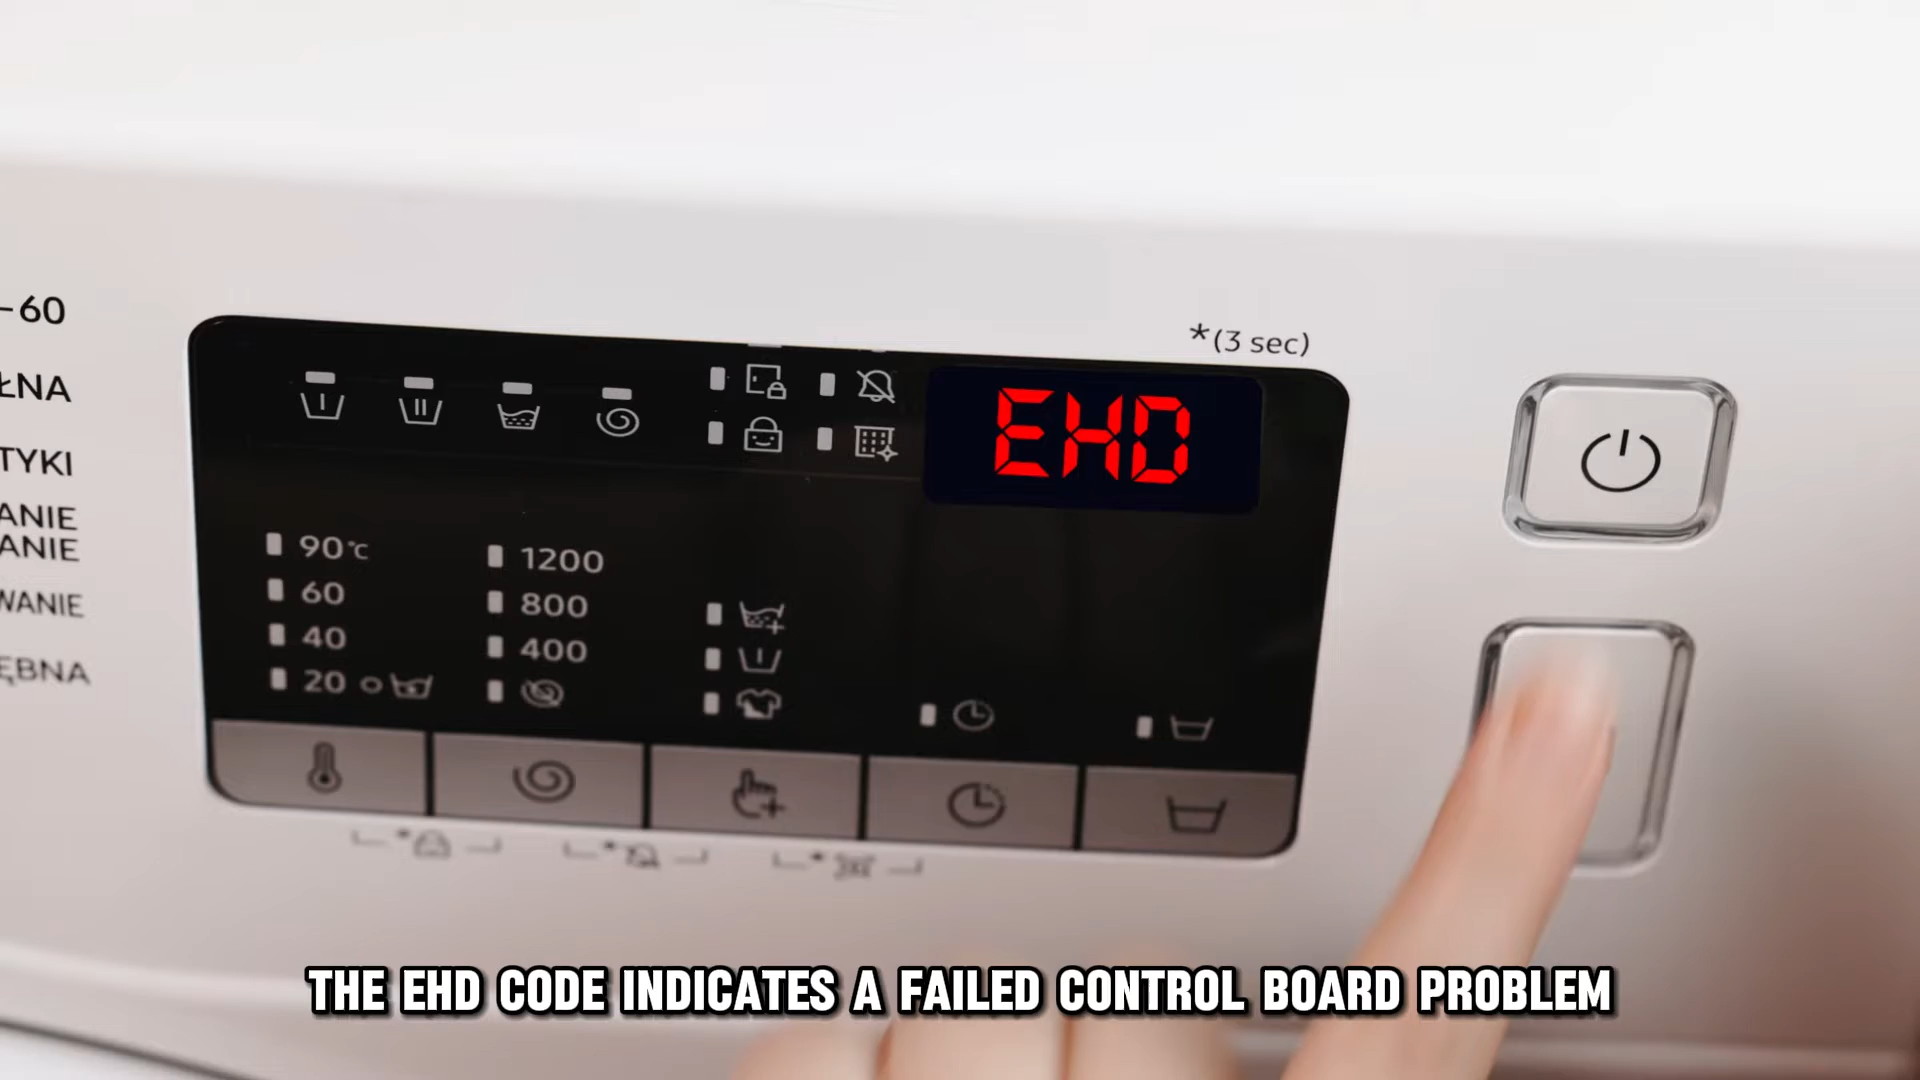 -60
ŁNA
TYKI
ANIE
ANIE
WANIE
ĘBNA
*(3 sec)
EHD
90°c
60
40
20
1200
800
400
THE EHD CODE INDICATES A FAILED CONTROL BOARD PROBLEM